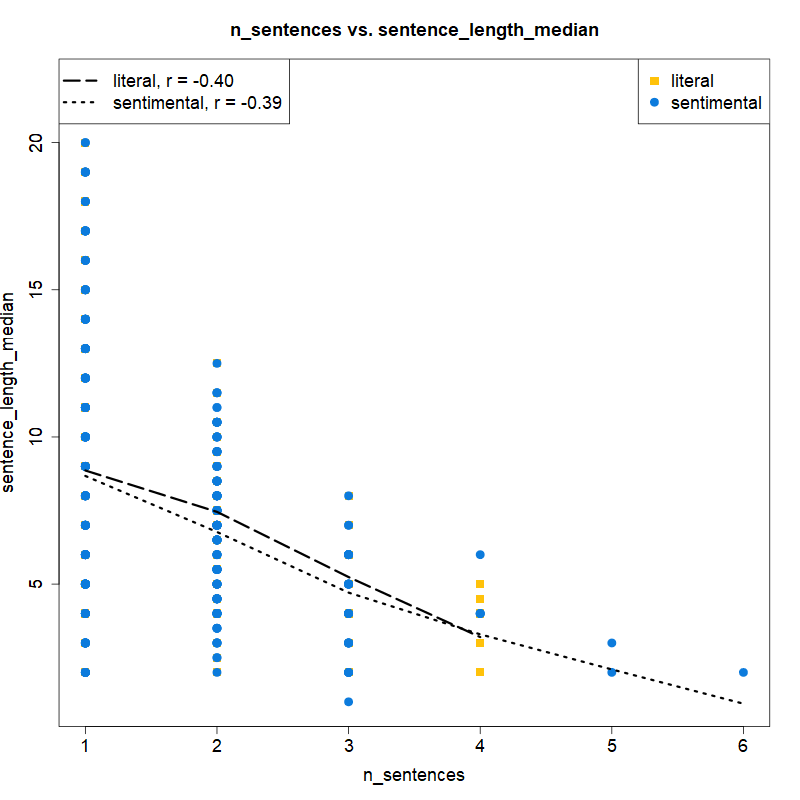 n_sentences vs. sentence_length_median
literal, r = -0.40
sentimental, r = -0.39
literal
sentimental
sentence_length_median
20
15
10
5
1 2 3 4 5 6
n_sentences